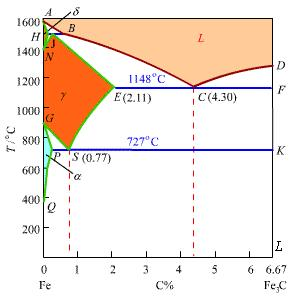 1600
A
δ
H
B
J
N
L
1400
D
1148°C
1200
E (2.11)
C (4.30)
F
T/°C
1000
γ
G
800
727°C
P
S (0.77)
K
600
α
400
Q
200
L
0 1 2 3 4 5 6 6.67
Fe
C%
Fe₃C